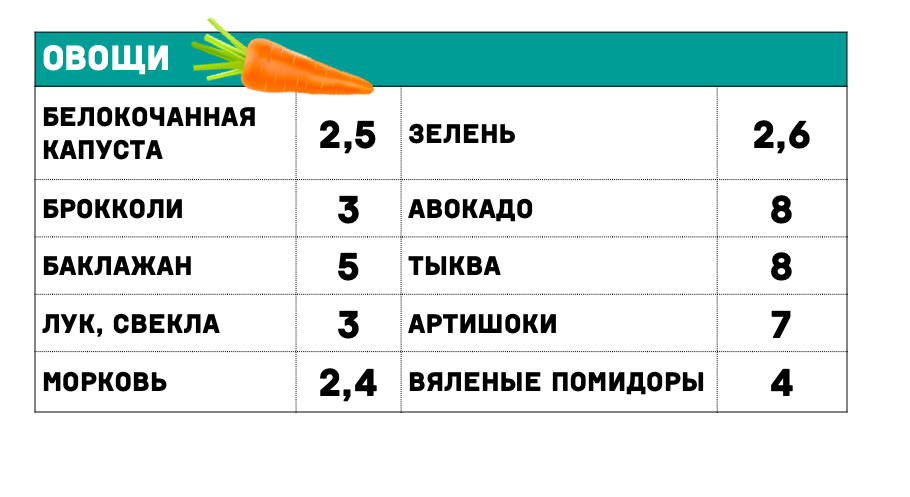 ОВОЩИ
БЕЛОКОЧАННАЯ
КАПУСТА
2,5
ЗЕЛЕНЬ
2,6
БРОККОЛИ
3
АВОКАДО
8
БАКЛАЖАН
5
ТЫКВА
8
ЛУК, СВЕКЛА
3
АРТИШОКИ
7
МОРКОВЬ
2,4
ВЯЛЕНЫЕ ПОМИДОРЫ
4